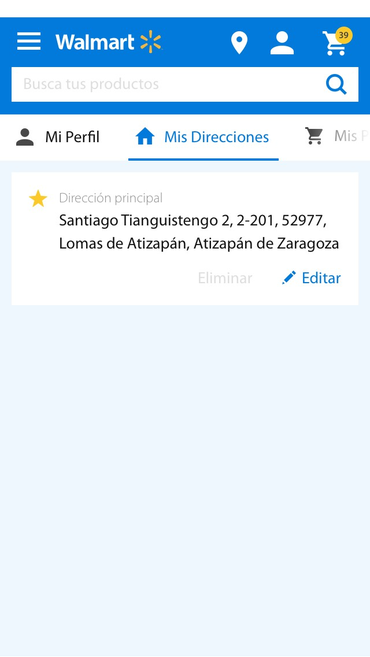 Walmart
39
Busca tus productos
Mi Perfil
Mis Direcciones
Mis
Dirección principal
Santiago Tianguistengo 2, 2-201, 52977,
Lomas de Atizapán, Atizapán de Zaragoza
Eliminar
Editar